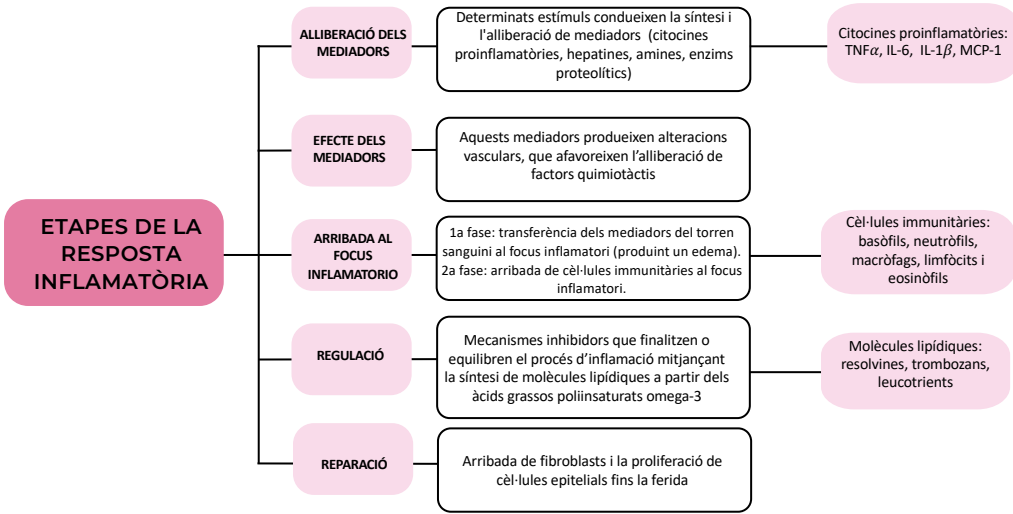 ETAPES DE LA
RESPOSTA
INFLAMATÒRIA
ALLIBERACIÓ DELS
MEDIADORS
Determinats estímuls condueixen la síntesi i
l'alliberació de mediadors (citocines
proinflamatòries, hepatines, amines, enzims
proteolítics)
Citocines proinflamatòries:
TNFα, IL-6, IL-1β, MCP-1
EFECTE DELS
MEDIADORS
Aquests mediadors produeixen alteracions
vasculars, que afavoreixen l’alliberació de
factors quimiotàctis
ARRIBADA AL
FOCUS
INFLAMATORIO
1a fase: transferència dels mediadors del torren
sanguini al focus inflamatori (produint un edema).
2a fase: arribada de cèl·lules immunitàries al focus
inflamatori.
Cèl·lules immunitàries:
basòfils, neutròfils,
macròfags, limfòcits i
eosinòfils
REGULACIÓ
Mecanismes inhibidors que finalitzen o
equilibren el procés d’inflamació mitjançant
la síntesi de molècules lipídiques a partir dels
àcids grassos poliinsaturats omega-3
Molècules lipídiques:
resolvines, trombozans,
leucotrients
REPARACIÓ
Arribada de fibroblasts i la proliferació de
cèl·lules epitelials fins la ferida